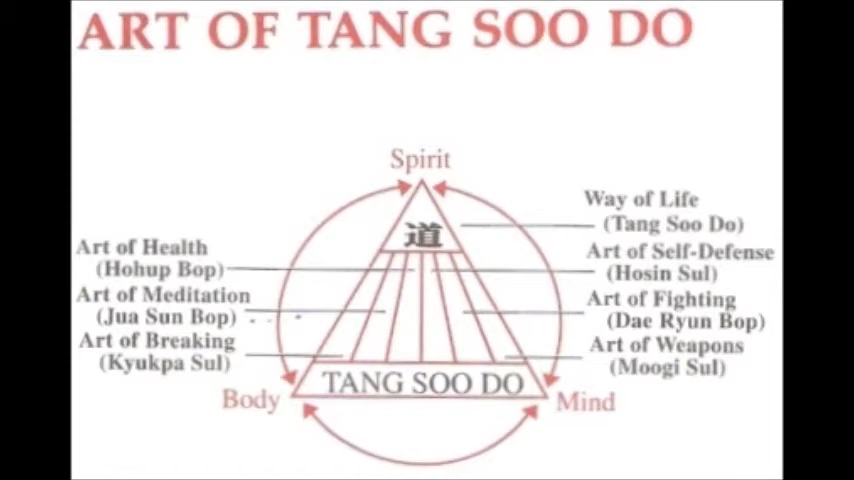 ART OF TANG SOO DO
Spirit
道
Way of Life
(Tang Soo Do)
Art of Health
(Hohup Bop)
Art of Self-Defense
(Hosin Sul)
Art of Meditation
(Jua Sun Bop)
Art of Fighting
(Dae Ryun Bop)
Art of Breaking
(Kyukpa Sul)
Art of Weapons
(Moogi Sul)
TANG SOO DO
Body
Mind